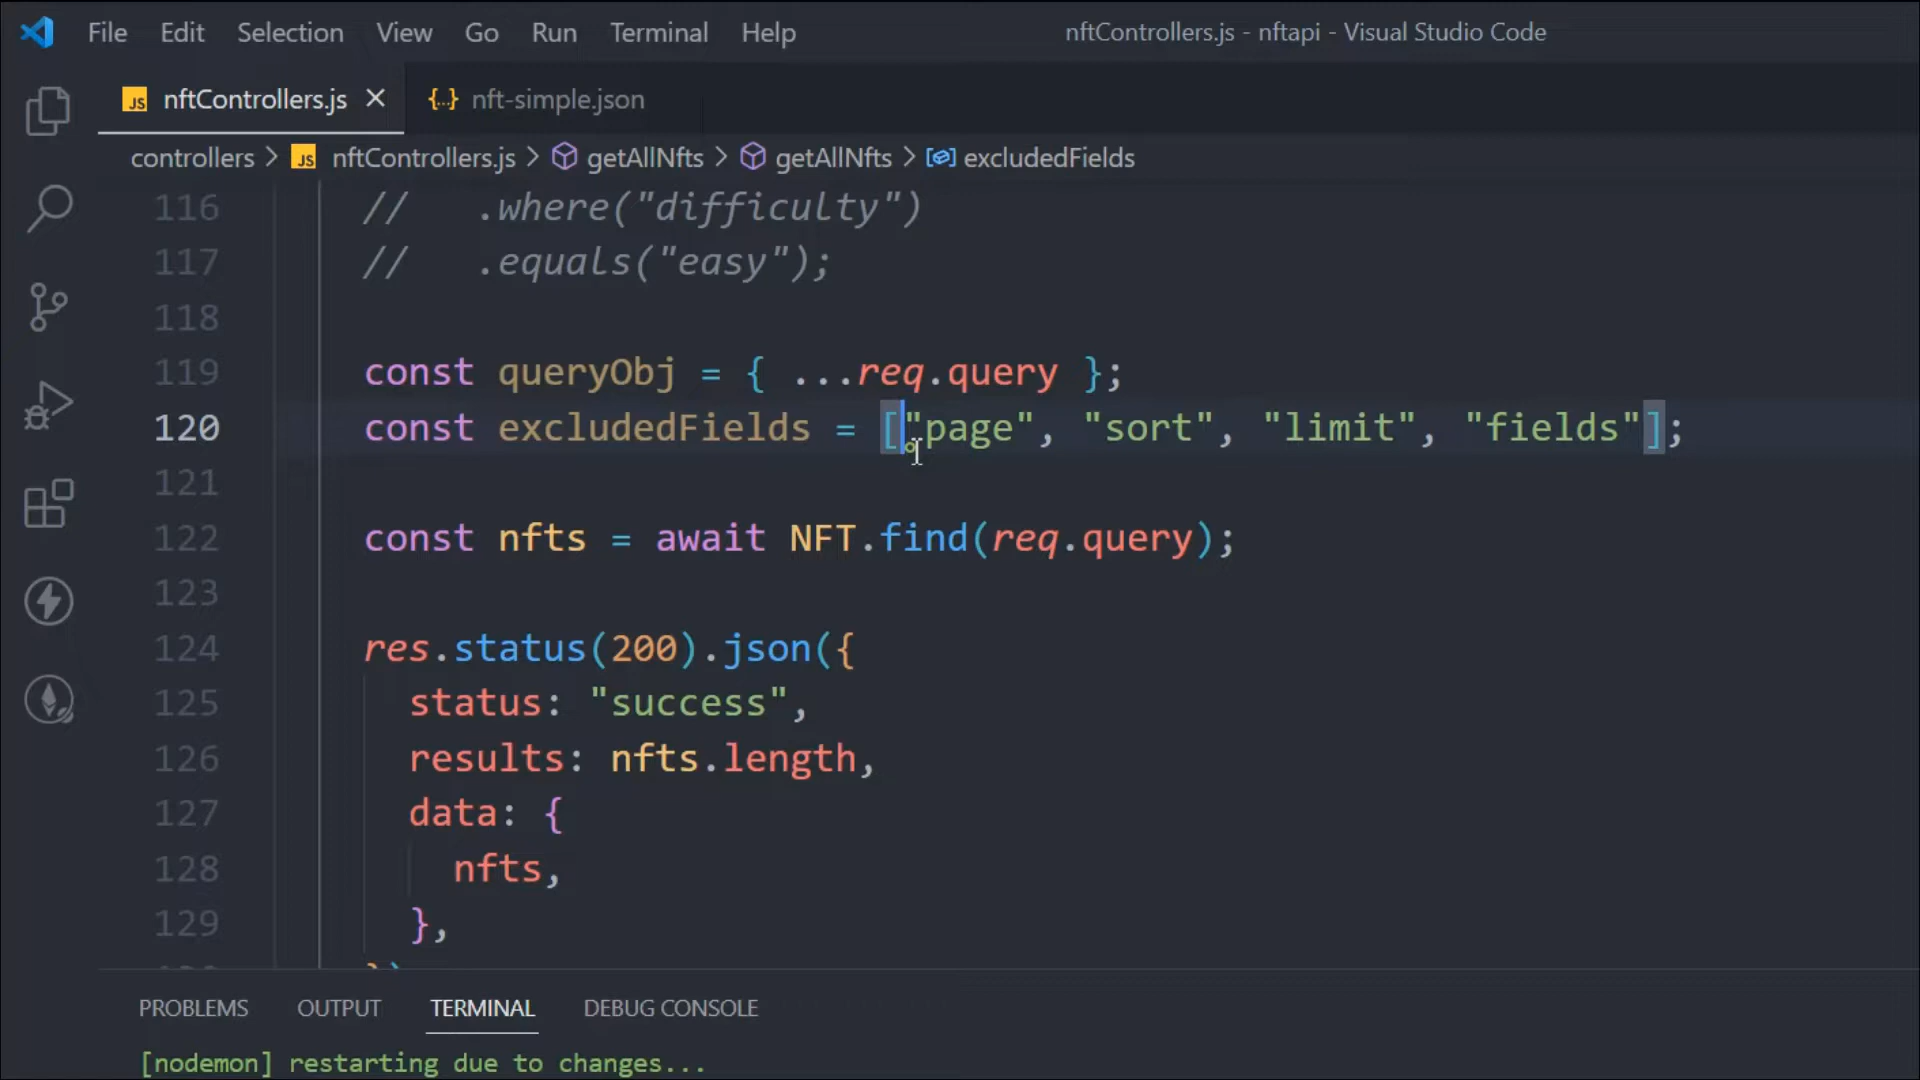 File Edit Selection View Go Run Terminal Help nftControllers.js - nftapi - Visual Studio Code
JS nftControllers.js {..} nft-simple.json
controllers > JS nftControllers.js > getAllNfts > getAllNfts > excludedFields
116 // .where("difficulty")
117 // .equals("easy");
118
119 const queryObj = { ...req.query };
120 const excludedFields = ["page", "sort", "limit", "fields"];
121
122 const nfts = await NFT.find(req.query);
123
124 res.status(200).json({
125 status: "success",
126 results: nfts.length,
127 data: {
128 nfts,
129 },
PROBLEMS OUTPUT TERMINAL DEBUG CONSOLE
[nodemon] restarting due to changes...